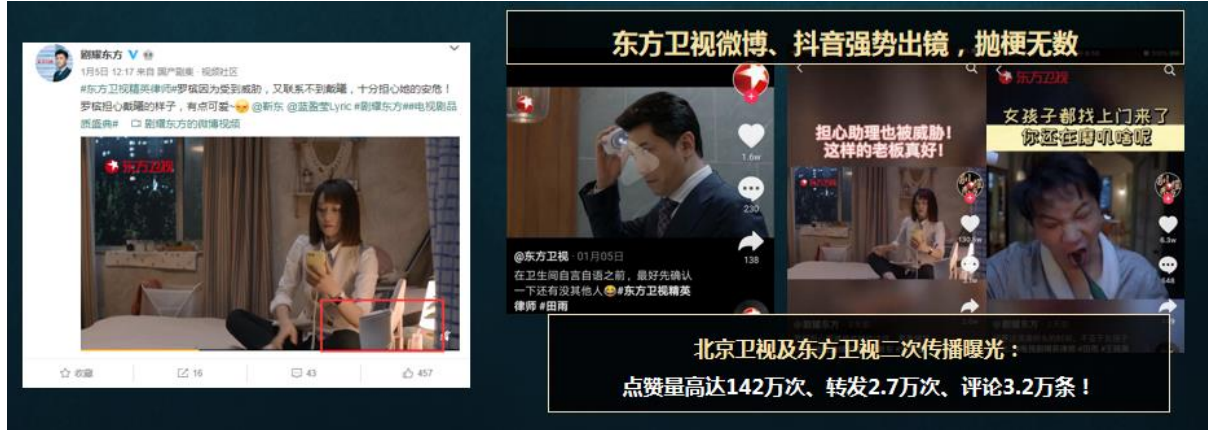 剧耀东方
1月5日 12:17 来自 国产剧集 · 视频社区
#东方卫视精英律师#罗槟因为受到威胁，又联系不到戴曦，十分担心她的安危！
罗槟担心戴曦的样子，有点可爱~ @靳东 @蓝盈莹Lyric #剧耀东方##电视剧品
质盛典# 剧耀东方的微博视频
东方卫视
收藏
16
43
457
东方卫视微博、抖音强势出镜，抛梗无数
1.6w
230
138
@东方卫视 · 01月05日
在卫生间自言自语之前，最好先确认
一下还有没其他人#东方卫视精英
律师 #田雨
担心助理也被威胁！
这样的老板真好！
东方卫视
东方卫视
女孩子都找上门来了
你还在磨叽啥呢
6.3w
648
北京卫视及东方卫视二次传播曝光：
点赞量高达142万次、转发2.7万次、评论3.2万条！